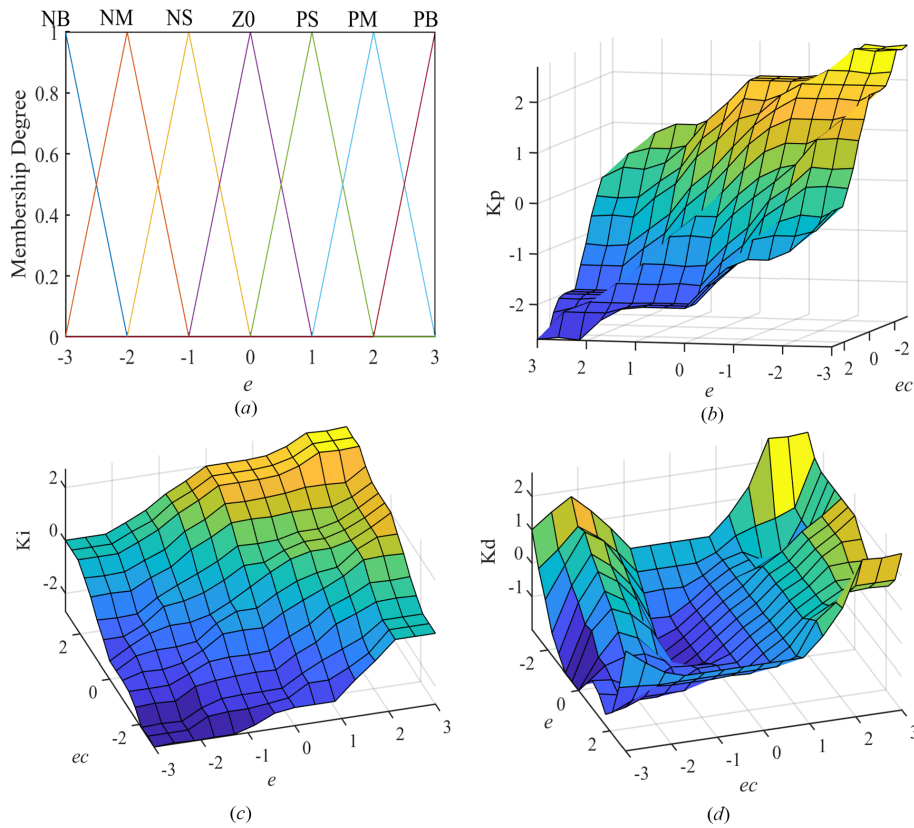 NB NM NS Z0 PS PM PB
1
0.8
0.6
0.4
0.2
0
Membership Degree
-3 -2 -1 0 1 2 3
e
(a)
2
1
0
-1
-2
Kp
3 2 1 0 -1 -2 -3
e
2 0 -2
ec
(b)
2
0
-2
Ki
2
0
-2
ec
-3 -2 -1 0 1 2 3
e
(c)
2
1
0
-1
Kd
-2
0
2
e
-3 -2 -1 0 1 2 3
ec
(d)